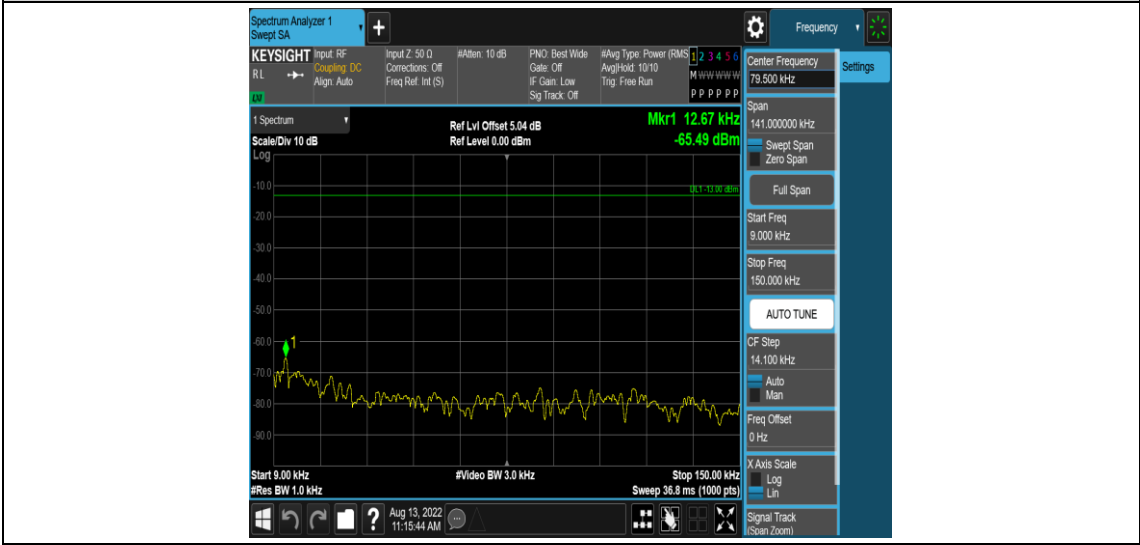 Spectrum Analyzer 1
Swept SA
+
Frequency
KEYSIGHT
RL
LM
Input: RF
Coupling: DC
Align: Auto
Input Z: 50 Ω
Corrections: Off
Freq Ref: Int (S)
#Atten: 10 dB
PNO: Best Wide
Gate: Off
IF Gain: Low
Sig Track: Off
#Avg Type: Power (RMS
Avg|Hold: 10/10
Trig: Free Run
1 2 3 4 5 6
M W W W W W
P P P P P P
1 Spectrum
Scale/Div 10 dB
Log
Ref Lvl Offset 5.04 dB
Ref Level 0.00 dBm
Mkr1 12.67 kHz
-65.49 dBm
DL1 -13.00 dBm
-10.0
-20.0
-30.0
-40.0
-50.0
-60.0
-70.0
-80.0
-90.0
1
Start 9.00 kHz
#Res BW 1.0 kHz
#Video BW 3.0 kHz
Stop 150.00 kHz
Sweep 36.8 ms (1000 pts)
?
Aug 13, 2022
11:15:44 AM
Center Frequency
79.500 kHz
Settings
Span
141.000000 kHz
Swept Span
Zero Span
Full Span
Start Freq
9.000 kHz
Stop Freq
150.000 kHz
AUTO TUNE
CF Step
14.100 kHz
Auto
Man
Freq Offset
0 Hz
X Axis Scale
Log
Lin
Signal Track
(Span Zoom)